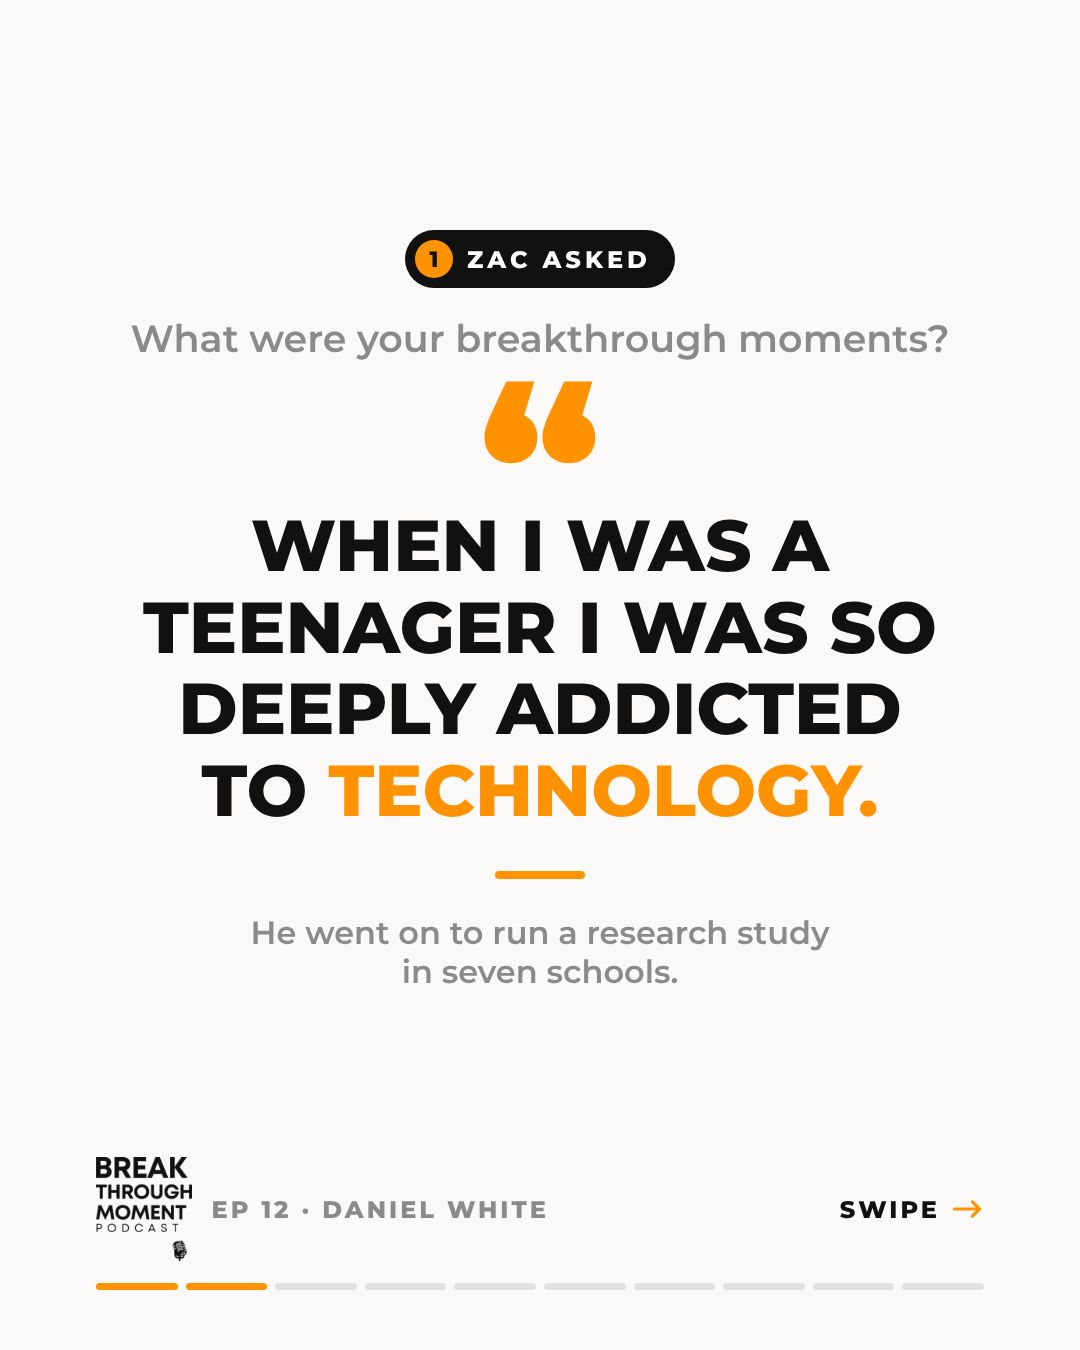 1 ZAC ASKED
What were your breakthrough moments?
“
WHEN I WAS A
TEENAGER I WAS SO
DEEPLY ADDICTED
TO TECHNOLOGY.
He went on to run a research study
in seven schools.
BREAK
THROUGH
MOMENT
PODCAST
EP 12 · DANIEL WHITE
SWIPE →